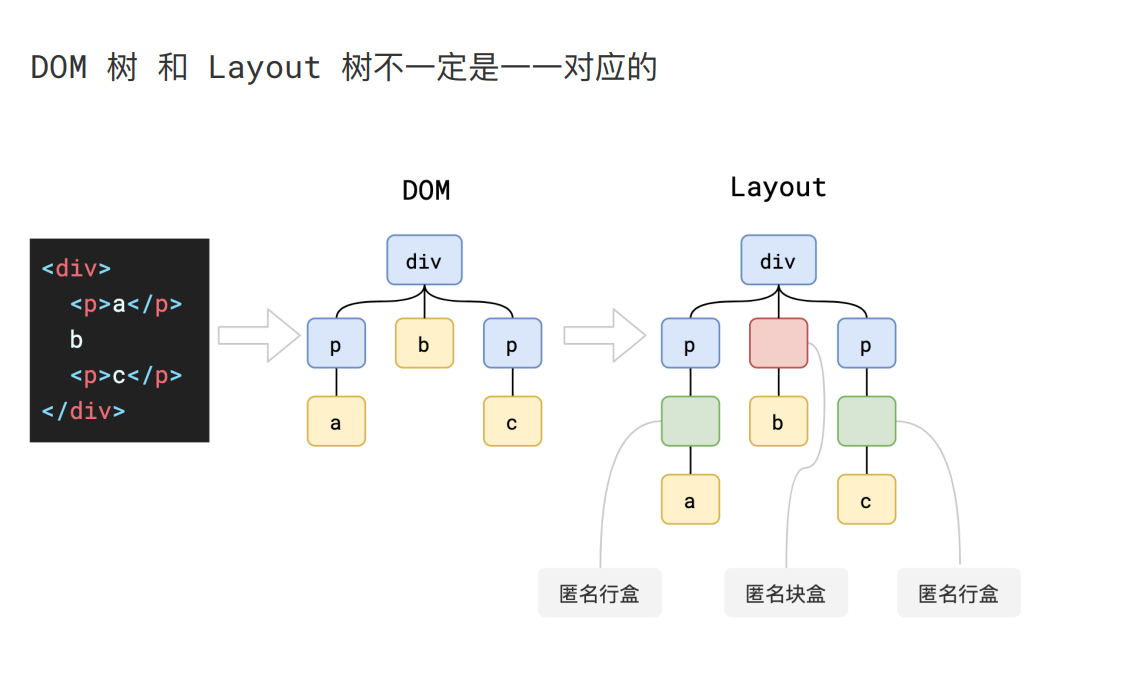 DOM 树 和 Layout 树不一定是一一对应的
DOM
Layout
<div>
  <p>a</p>
  b
  <p>c</p>
</div>
div
p
b
p
a
c
div
p
p
b
a
c
匿名行盒
匿名块盒
匿名行盒